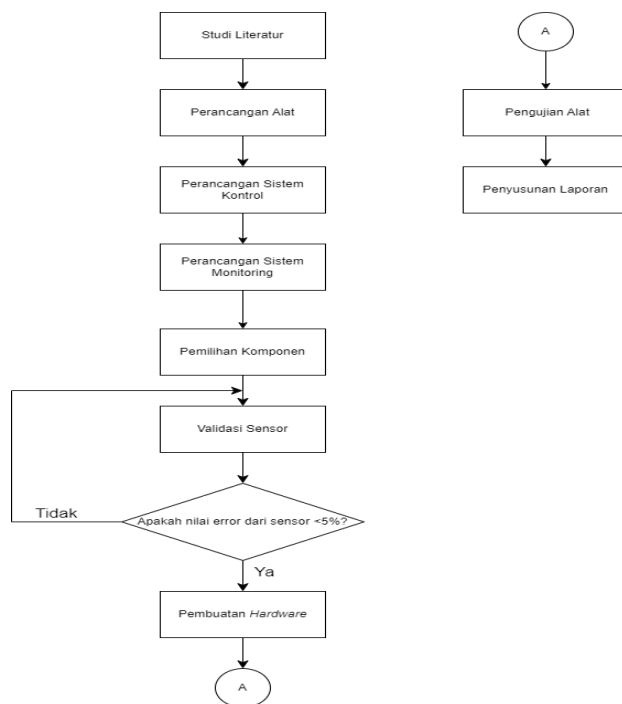 Studi Literatur
Perancangan Alat
Perancangan Sistem
Kontrol
Perancangan Sistem
Monitoring
Pemilihan Komponen
Validasi Sensor
Apakah nilai error dari sensor <5%?
Tidak
Ya
Pembuatan Hardware
A
A
Pengujian Alat
Penyusunan Laporan